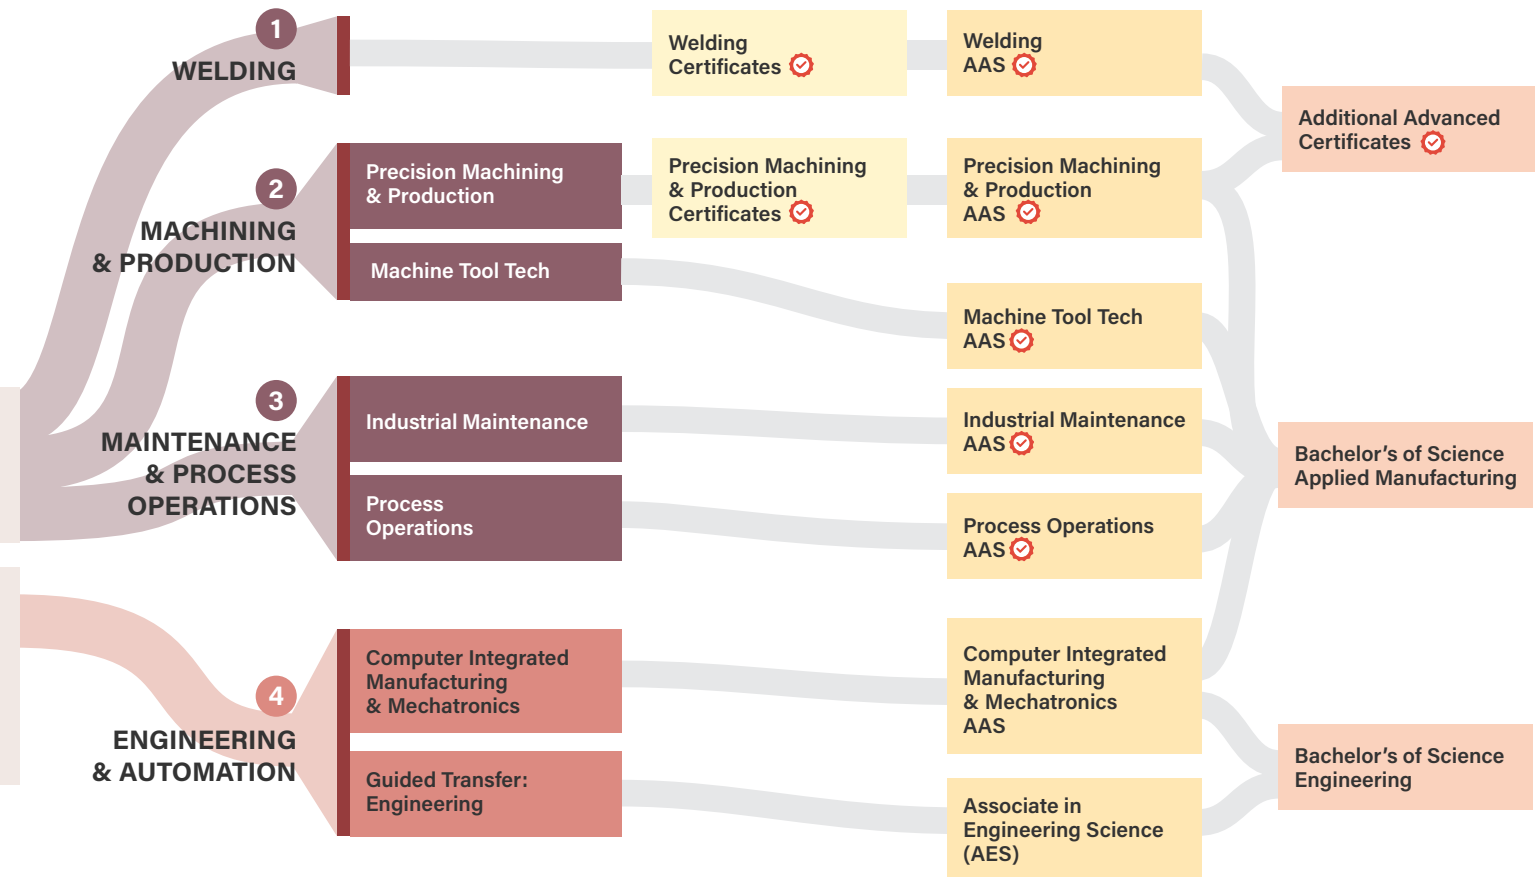 1
WELDING
Welding
Certificates
Welding
AAS
Additional Advanced
Certificates
2
MACHINING
& PRODUCTION
Precision Machining
& Production
Precision Machining
& Production
Certificates
Precision Machining
& Production
AAS
Machine Tool Tech
Machine Tool Tech
AAS
3
MAINTENANCE
& PROCESS
OPERATIONS
Industrial Maintenance
Industrial Maintenance
AAS
Process
Operations
Process Operations
AAS
Bachelor’s of Science
Applied Manufacturing
4
ENGINEERING
& AUTOMATION
Computer Integrated
Manufacturing
& Mechatronics
Computer Integrated
Manufacturing
& Mechatronics
AAS
Guided Transfer:
Engineering
Associate in
Engineering Science
(AES)
Bachelor’s of Science
Engineering